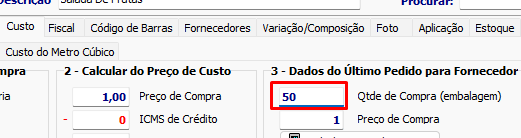 Descrição Salada De Frutas Procurar:
Custo Fiscal Código de Barras Fornecedores Variação/Composição Foto Aplicação Estoque
Custo do Metro Cúbico
mpra 2 - Calcular do Preço de Custo 3 - Dados do Último Pedido para Fornecedor
ria 1,00 Preço de Compra 50 Qtde de Compra (embalagem)
- 0 ICMS de Crédito 1 Preço de Compra